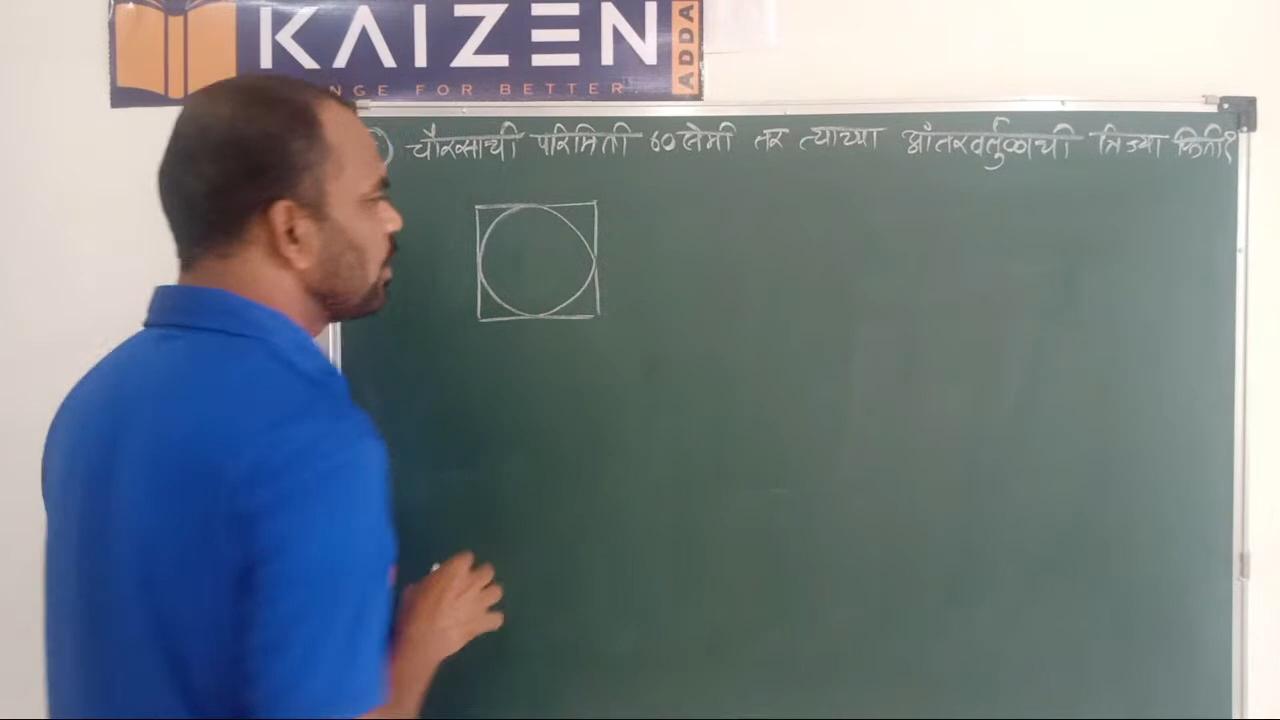 KAIZEN
ADDA
NGE FOR BETTER
) चौरसाची परिमिती 60 सेमी तर त्याच्या आंतरवर्तुळाची त्रिज्या किती?